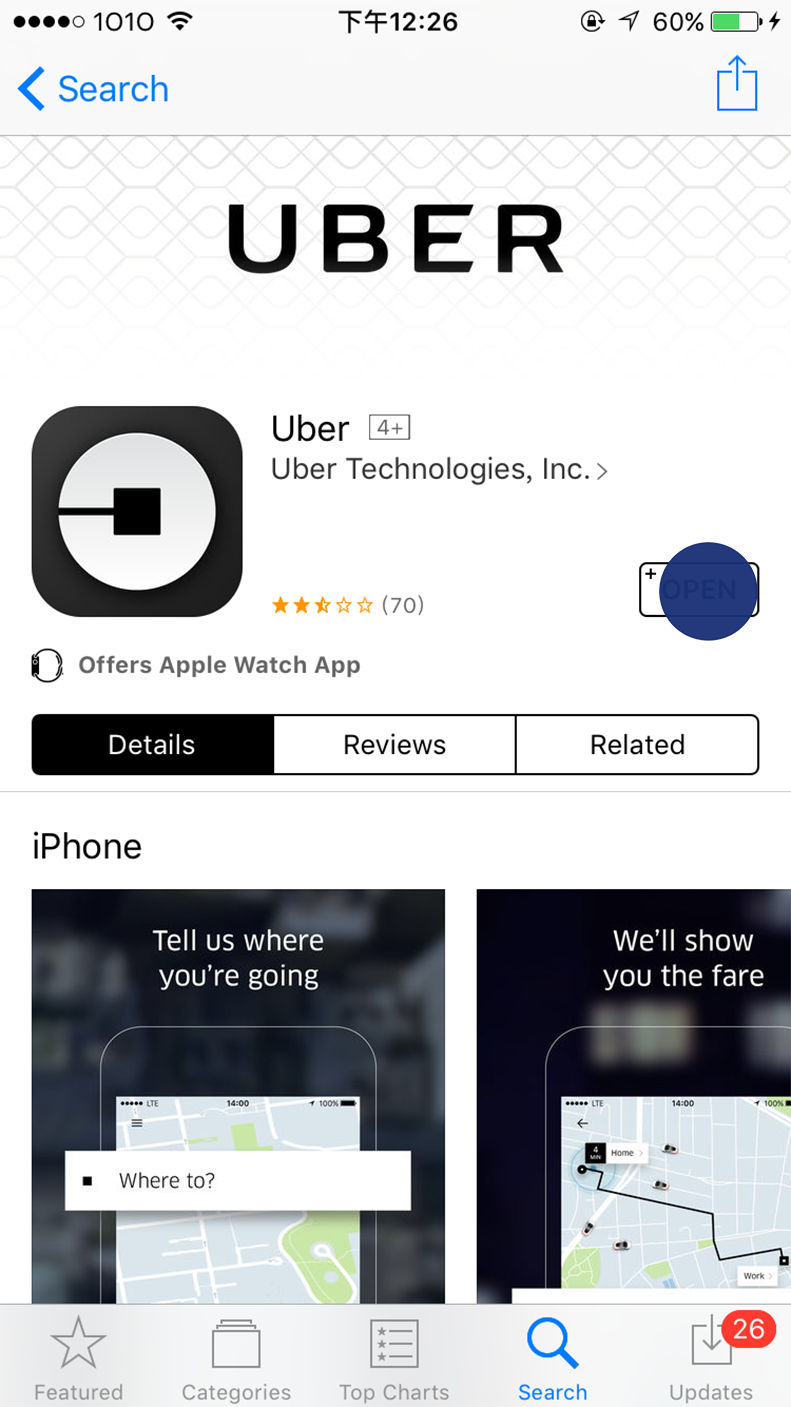 1O1O
下午12:26
60%
Search
UBER
Uber 4+
Uber Technologies, Inc.
(70)
+ OPEN
Offers Apple Watch App
Details
Reviews
Related
iPhone
Tell us where
you’re going
LTE 14:00 100%
Where to?
We’ll show
you the fare
LTE 14:00 100%
4 MIN Home
Work
Featured
Categories
Top Charts
Search
Updates
26